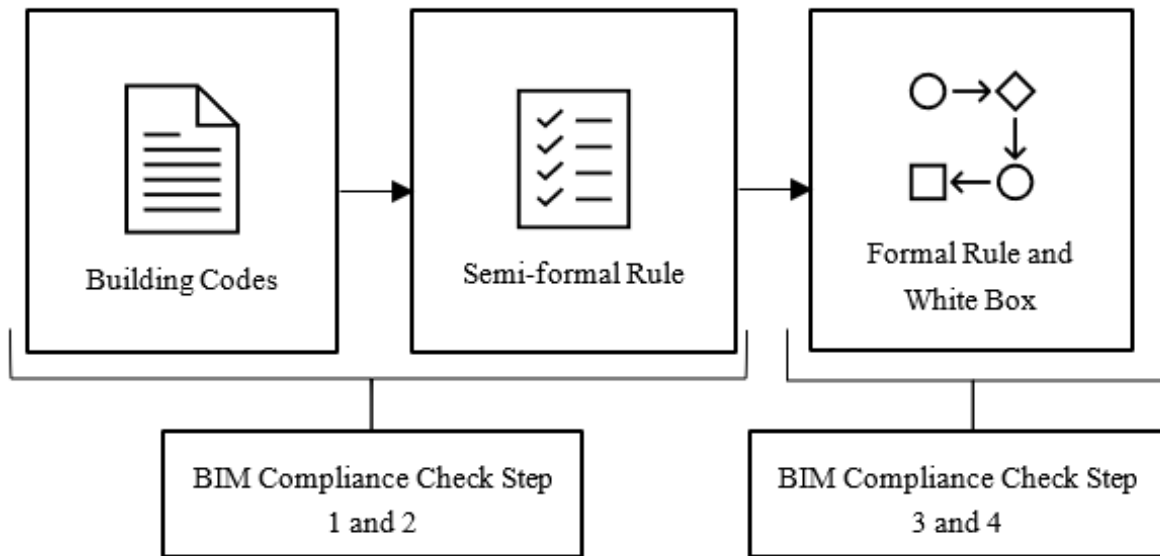 Building Codes
Semi-formal Rule
Formal Rule and
White Box
BIM Compliance Check Step
1 and 2
BIM Compliance Check Step
3 and 4